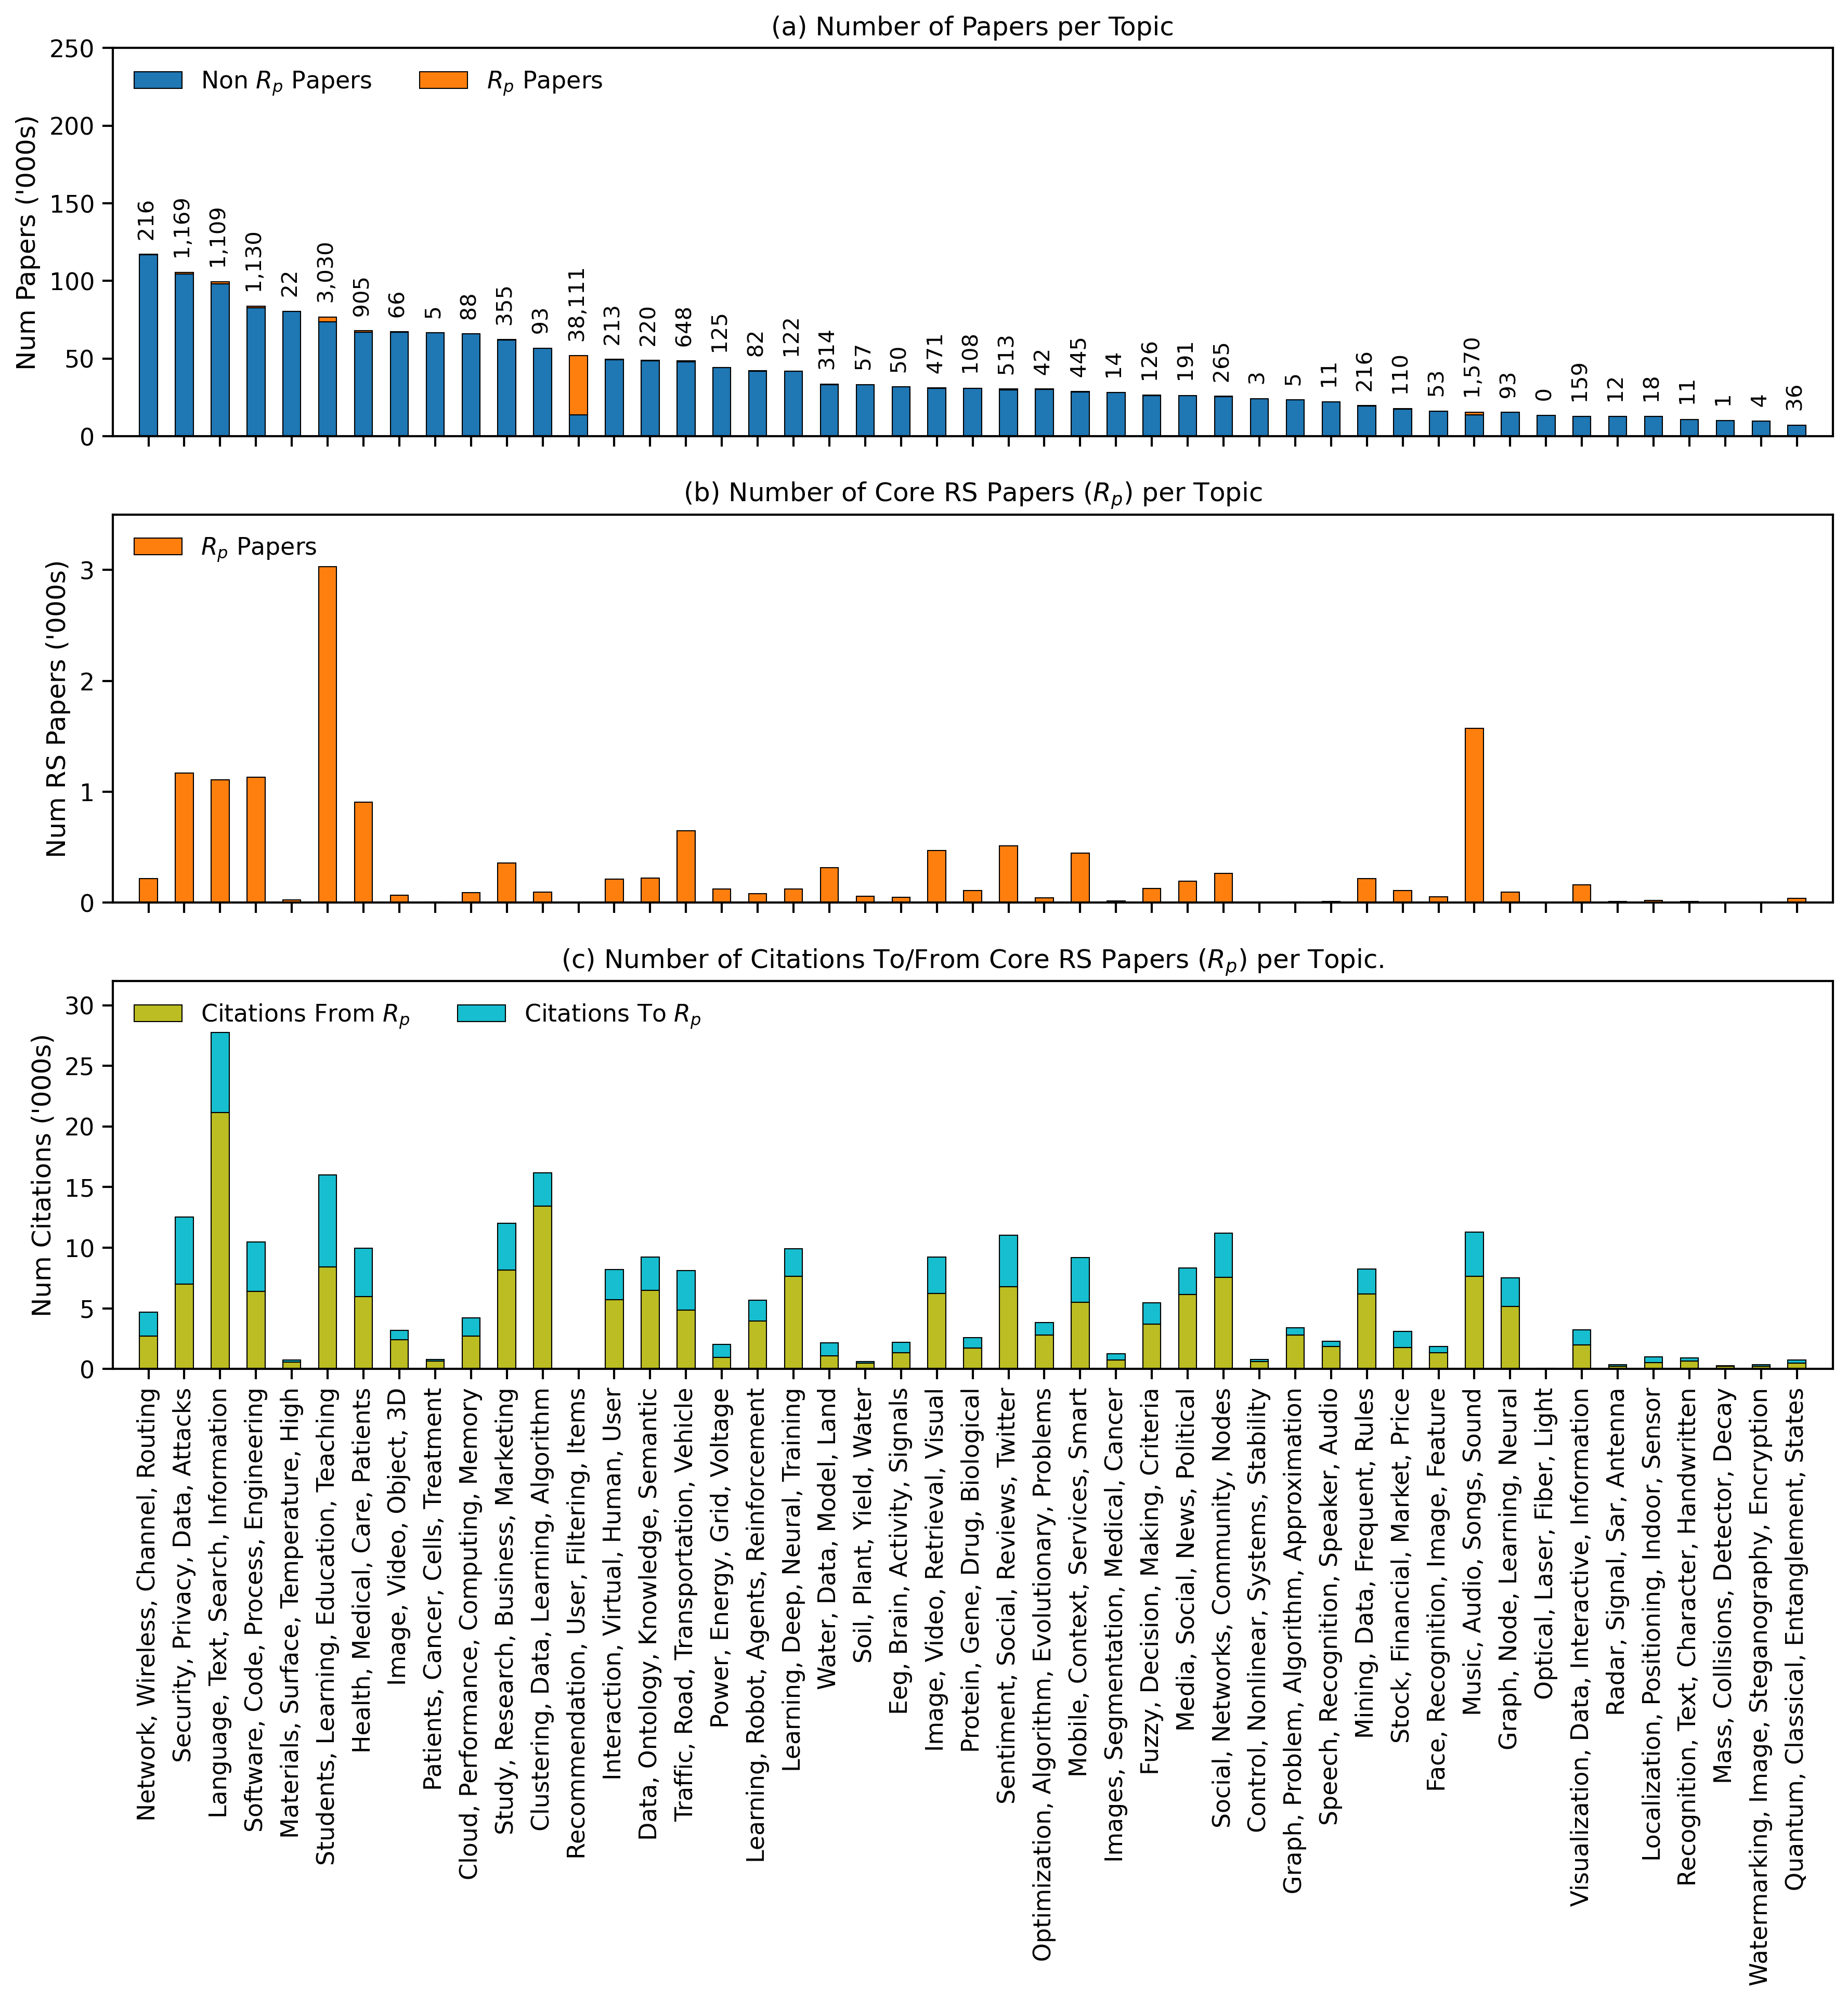 (a) Number of Papers per Topic
Num Papers ('000s)
250
200
150
100
50
0
Non Rp Papers
Rp Papers
216
1,169
1,109
1,130
22
3,030
905
66
5
88
355
93
38,111
213
220
648
125
82
122
314
57
50
471
108
513
42
445
14
126
191
265
3
5
11
216
110
53
1,570
93
0
159
12
18
11
1
4
36
(b) Number of Core RS Papers (Rp) per Topic
Num RS Papers ('000s)
3
2
1
0
Rp Papers
(c) Number of Citations To/From Core RS Papers (Rp) per Topic.
Num Citations ('000s)
30
25
20
15
10
5
0
Citations From Rp
Citations To Rp
Network, Wireless, Channel, Routing
Security, Privacy, Data, Attacks
Language, Text, Search, Information
Software, Code, Process, Engineering
Materials, Surface, Temperature, High
Students, Learning, Education, Teaching
Health, Medical, Care, Patients
Image, Video, Object, 3D
Patients, Cancer, Cells, Treatment
Cloud, Performance, Computing, Memory
Study, Research, Business, Marketing
Clustering, Data, Learning, Algorithm
Recommendation, User, Filtering, Items
Interaction, Virtual, Human, User
Data, Ontology, Knowledge, Semantic
Traffic, Road, Transportation, Vehicle
Power, Energy, Grid, Voltage
Learning, Robot, Agents, Reinforcement
Learning, Deep, Neural, Training
Water, Data, Model, Land
Soil, Plant, Yield, Water
Eeg, Brain, Activity, Signals
Image, Video, Retrieval, Visual
Protein, Gene, Drug, Biological
Sentiment, Social, Reviews, Twitter
Optimization, Algorithm, Evolutionary, Problems
Mobile, Context, Services, Smart
Images, Segmentation, Medical, Cancer
Fuzzy, Decision, Making, Criteria
Media, Social, News, Political
Social, Networks, Community, Nodes
Control, Nonlinear, Systems, Stability
Graph, Problem, Algorithm, Approximation
Speech, Recognition, Speaker, Audio
Mining, Data, Frequent, Rules
Stock, Financial, Market, Price
Face, Recognition, Image, Feature
Music, Audio, Songs, Sound
Graph, Node, Learning, Neural
Optical, Laser, Fiber, Light
Visualization, Data, Interactive, Information
Radar, Signal, Sar, Antenna
Localization, Positioning, Indoor, Sensor
Recognition, Text, Character, Handwritten
Mass, Collisions, Detector, Decay
Watermarking, Image, Steganography, Encryption
Quantum, Classical, Entanglement, States